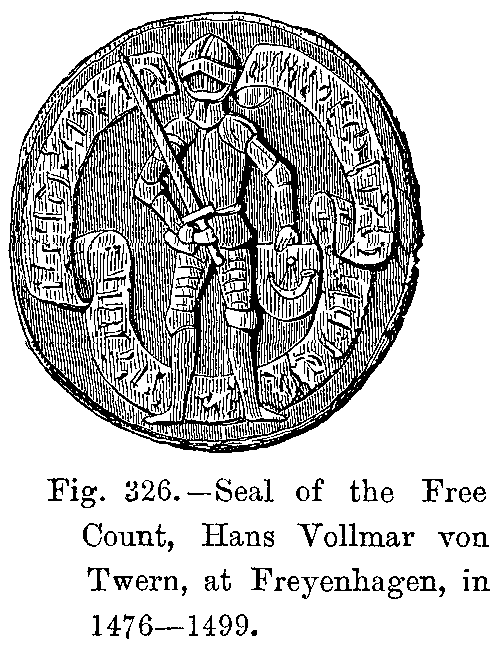 Fig. 326.—Seal of the Free
Count, Hans Vollmar von
Twern, at Freyenhagen, in
1476—1499.